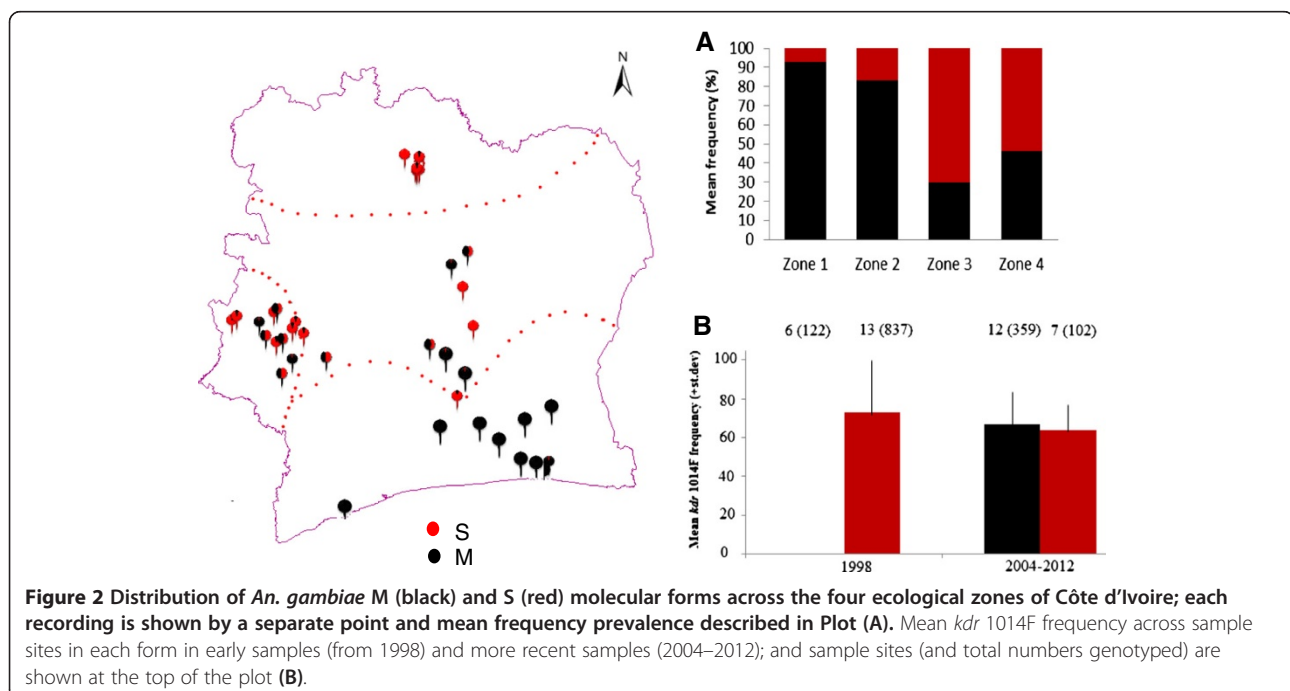 N
S
M
A
Mean frequency (%)
100
90
80
70
60
50
40
30
20
10
0
Zone 1 Zone 2 Zone 3 Zone 4
B
6 (122) 13 (837) 12 (359) 7 (102)
Mean kdr 1014F frequency (+st.dev)
100
80
60
40
20
0
1998 2004-2012
Figure 2 Distribution of An. gambiae M (black) and S (red) molecular forms across the four ecological zones of Côte d'Ivoire; each
recording is shown by a separate point and mean frequency prevalence described in Plot (A). Mean kdr 1014F frequency across sample
sites in each form in early samples (from 1998) and more recent samples (2004–2012); and sample sites (and total numbers genotyped) are
shown at the top of the plot (B).